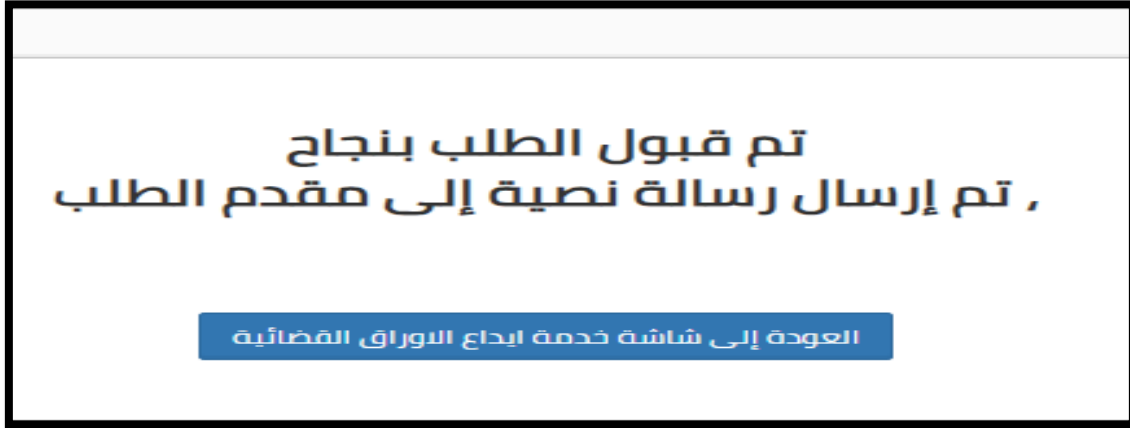 تم قبول الطلب بنجاح
, تم إرسال رسالة نصية إلى مقدم الطلب
العودة إلى شاشة خدمة ايداع الاوراق القضائية